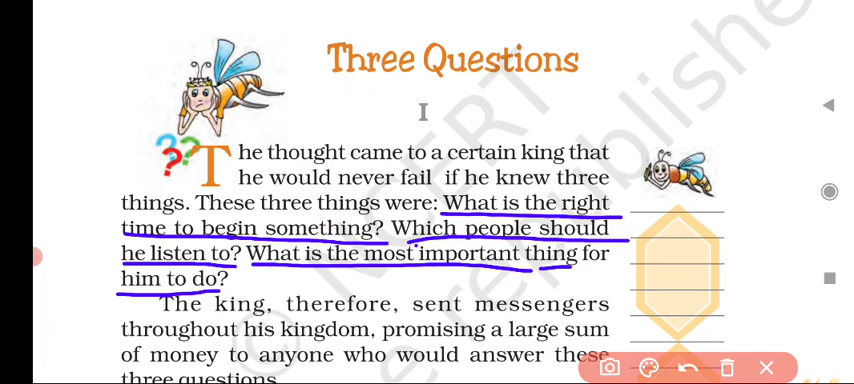 Three Questions
I
The thought came to a certain king that
he would never fail if he knew three
things. These three things were: What is the right
time to begin something? Which people should
he listen to? What is the most important thing for
him to do?
The king, therefore, sent messengers
throughout his kingdom, promising a large sum
of money to anyone who would answer these
three questions.
© NCERT
republishe